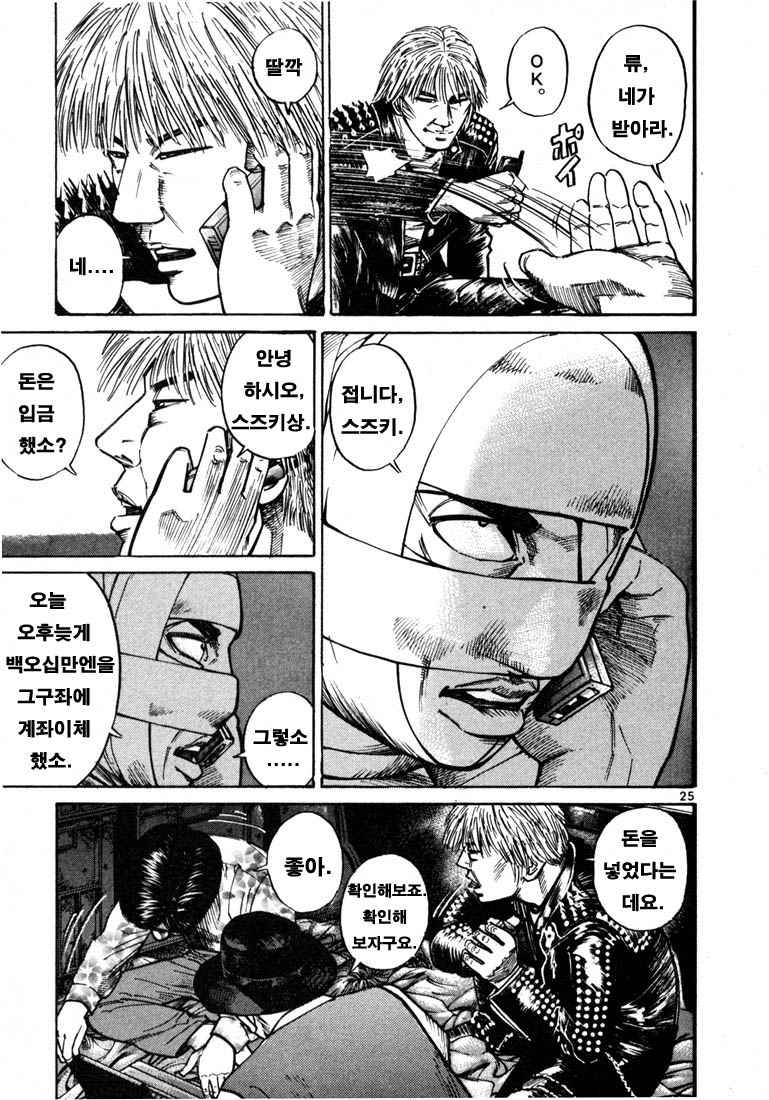 류,
네가
받아라.
OK。
ポイ
딸깍
네....
접니다,
스즈키.
안녕
하시오,
스즈키상.
돈은
입금
했소?
그렇소
.....
오늘
오후늦게
백오십만엔을
그구좌에
계좌이체
했소.
25
돈을
넣었다는
데요.
확인해보죠.
확인해
보자구요.
좋아.